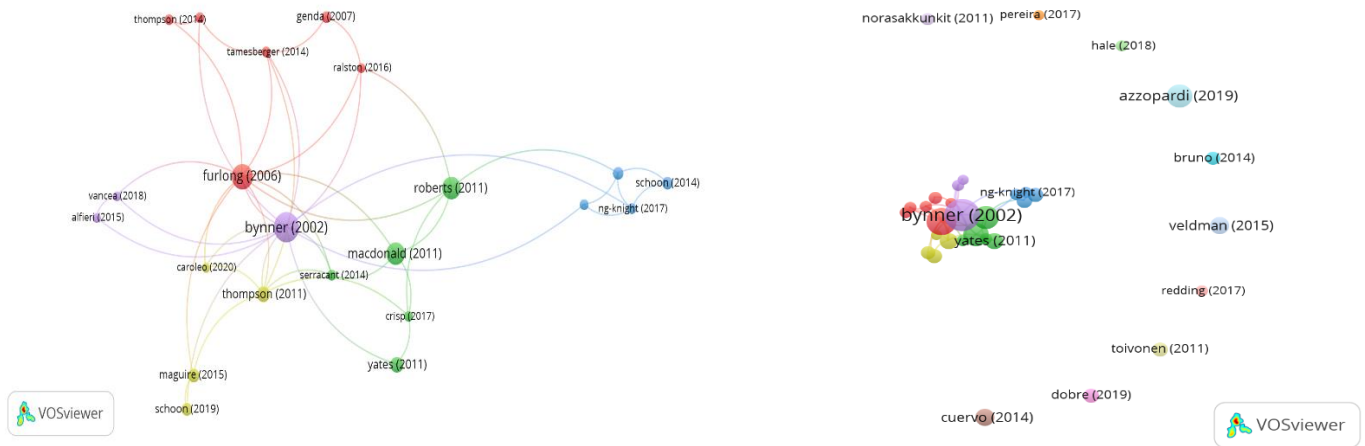 thompson (2014)
genda (2007)
tamesberger (2014)
ralston (2016)
furlong (2006)
roberts (2011)
schoon (2014)
vancea (2018)
ng-knight (2017)
alfieri (2015)
bynner (2002)
macdonald (2011)
caroleo (2020)
serracant (2014)
thompson (2011)
crisp (2017)
yates (2011)
maguire (2015)
schoon (2019)
VOSviewer
norasakkunkit (2011)
pereira (2017)
hale (2018)
azzopardi (2019)
bruno (2014)
ng-knight (2017)
bynner (2002)
veldman (2015)
yates (2011)
redding (2017)
toivonen (2011)
dobre (2019)
cuervo (2014)
VOSviewer